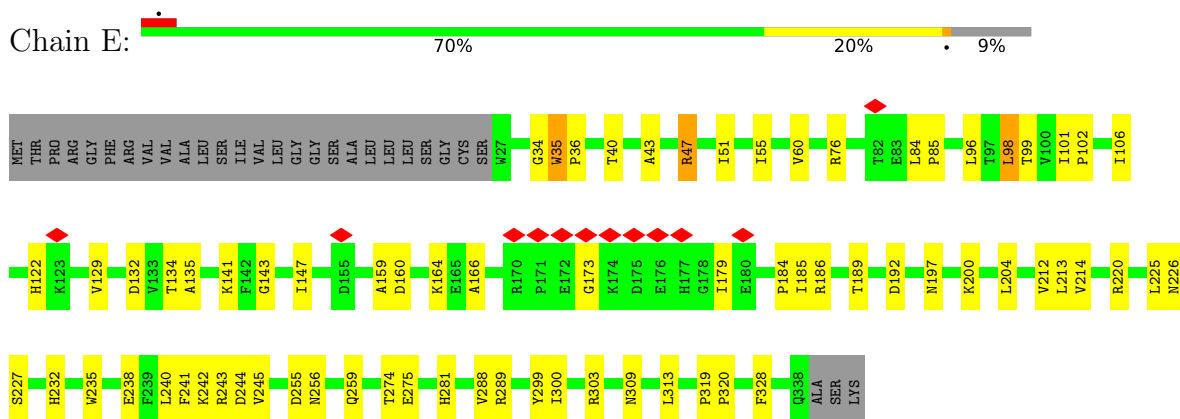 Chain E:
70% 20% • 9%
MET THR PRO ARG GLY PHE ARG VAL VAL ALA LEU SER ILE VAL LEU GLY GLY SER ALA LEU LEU LEU SER GLY CYS SER W27 G34 W35 P36 T40 A43 R47 I51 I55 V60 R76 T82 E83 L84 P85 L96 T97 L98 T99 V100 I101 P102 I106
H122 K123 V129 D132 V133 T134 A135 K141 F142 G143 I147 D155 A159 D160 K164 E165 A166 R170 P171 E172 G173 K174 D175 E176 H177 G178 I179 E180 P184 I185 R186 T189 D192 N197 K200 L204 V212 L213 V214 R220 L225 N226
S227 H232 W235 E238 F239 L240 F241 K242 R243 D244 V245 D255 N256 Q259 T274 E275 H281 V288 R289 Y299 I300 R303 N309 L313 P319 P320 F328 Q338 ALA SER LYS